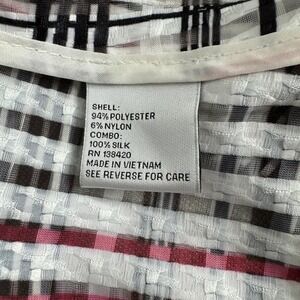 SHELL:
94% POLYESTER
6% NYLON
COMBO:
100% SILK
RN 138420
MADE IN VIETNAM
SEE REVERSE FOR CARE